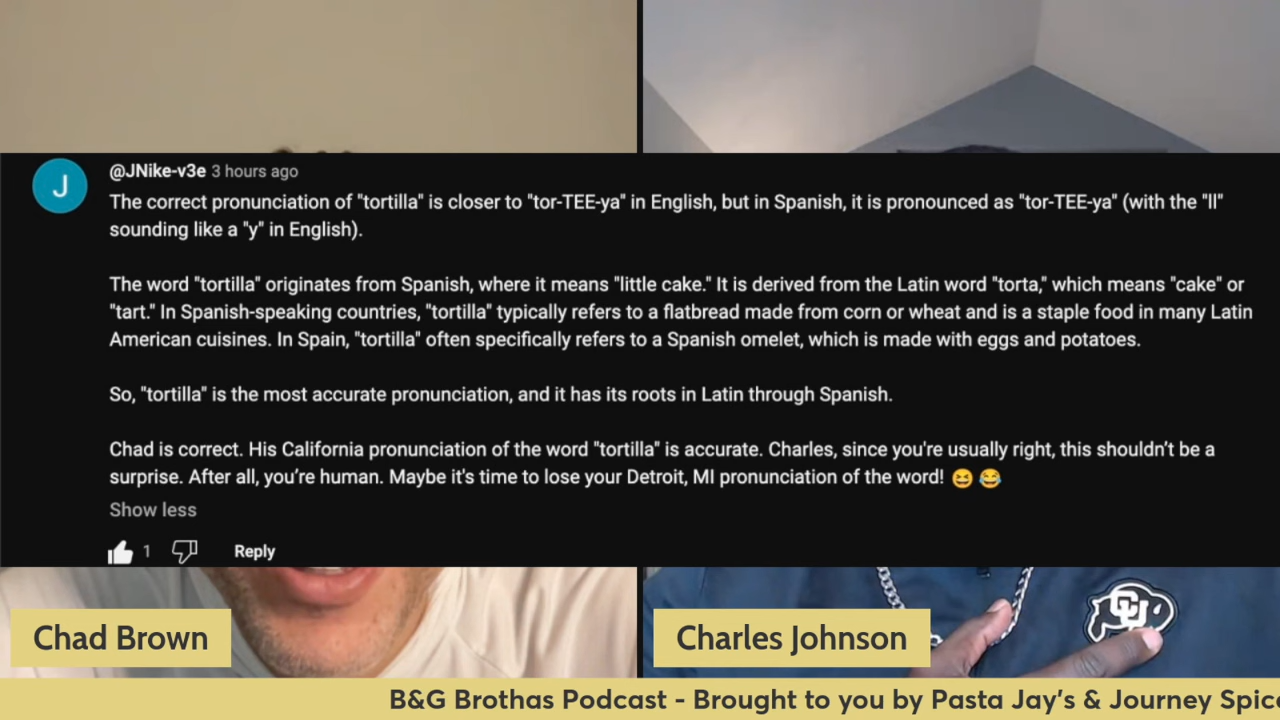 J
@JNike-v3e 3 hours ago
The correct pronunciation of "tortilla" is closer to "tor-TEE-ya" in English, but in Spanish, it is pronounced as "tor-TEE-ya" (with the "ll"
sounding like a "y" in English).
The word "tortilla" originates from Spanish, where it means "little cake." It is derived from the Latin word "torta," which means "cake" or
"tart." In Spanish-speaking countries, "tortilla" typically refers to a flatbread made from corn or wheat and is a staple food in many Latin
American cuisines. In Spain, "tortilla" often specifically refers to a Spanish omelet, which is made with eggs and potatoes.
So, "tortilla" is the most accurate pronunciation, and it has its roots in Latin through Spanish.
Chad is correct. His California pronunciation of the word "tortilla" is accurate. Charles, since you're usually right, this shouldn’t be a
surprise. After all, you’re human. Maybe it's time to lose your Detroit, MI pronunciation of the word! 😆 😂
Show less
1 Reply
CU
Chad Brown
Charles Johnson
B&G Brothas Podcast - Brought to you by Pasta Jay's & Journey Spic